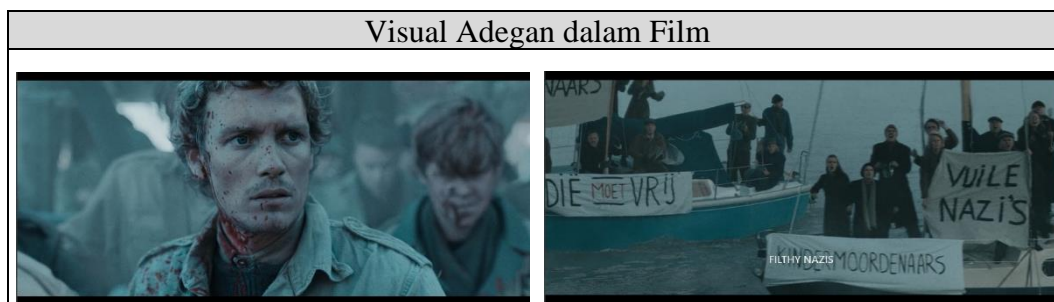 Visual Adegan dalam Film
NAARS
DIE MOET VRIJ
VUILE
NAZI'S
FILTHY NAZIS
KINDERMOORDENAARS